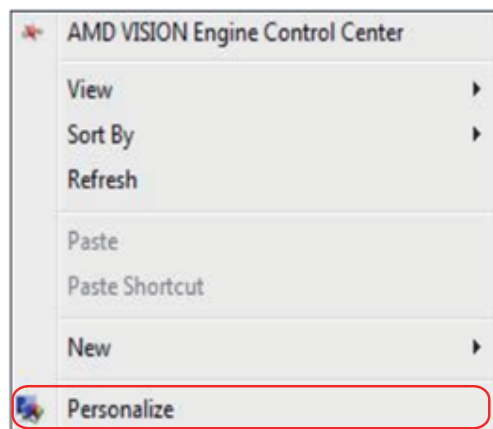 AMD VISION Engine Control Center
View
Sort By
Refresh
Paste
Paste Shortcut
New
Personalize